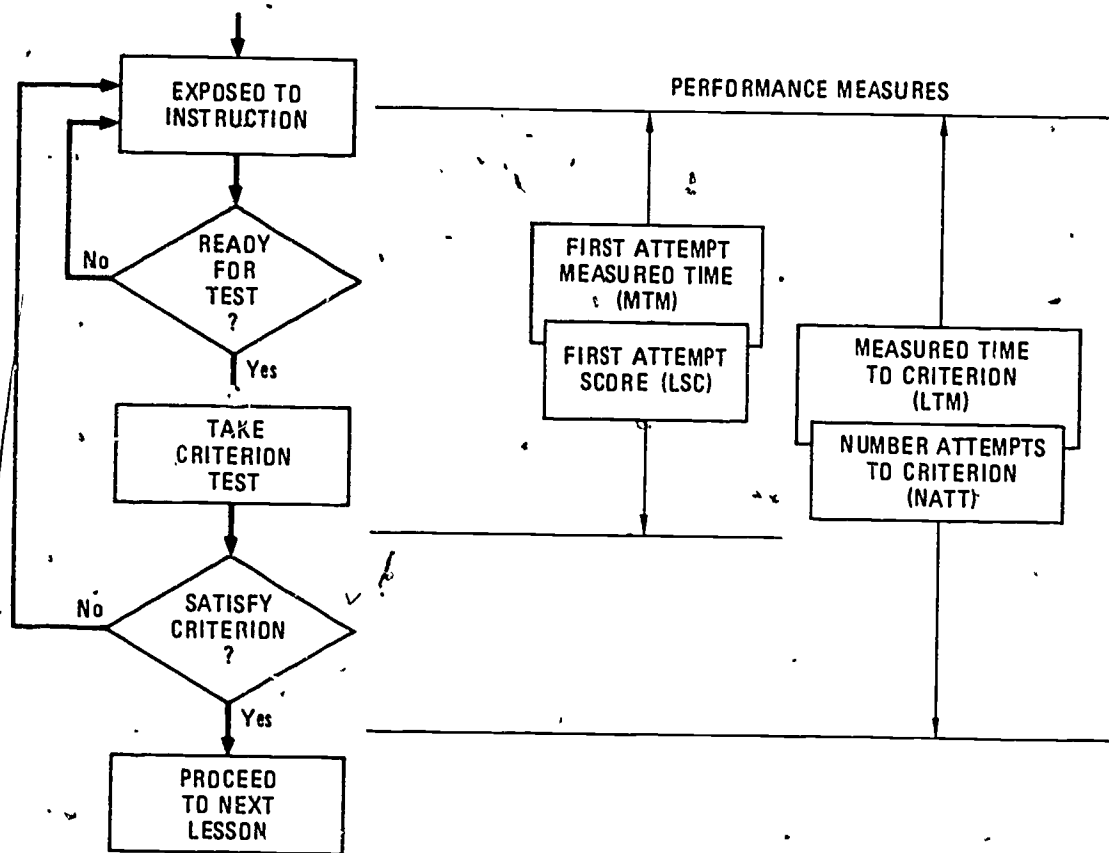 EXPOSED TO
INSTRUCTION
READY
FOR
TEST
?
No
Yes
TAKE
CRITERION
TEST
SATISFY
CRITERION
?
No
Yes
PROCEED
TO NEXT
LESSON
PERFORMANCE MEASURES
FIRST ATTEMPT
MEASURED TIME
(MTM)
FIRST ATTEMPT
SCORE (LSC)
MEASURED TIME
TO CRITERION
(LTM)
NUMBER ATTEMPTS
TO CRITERION
(NATT)